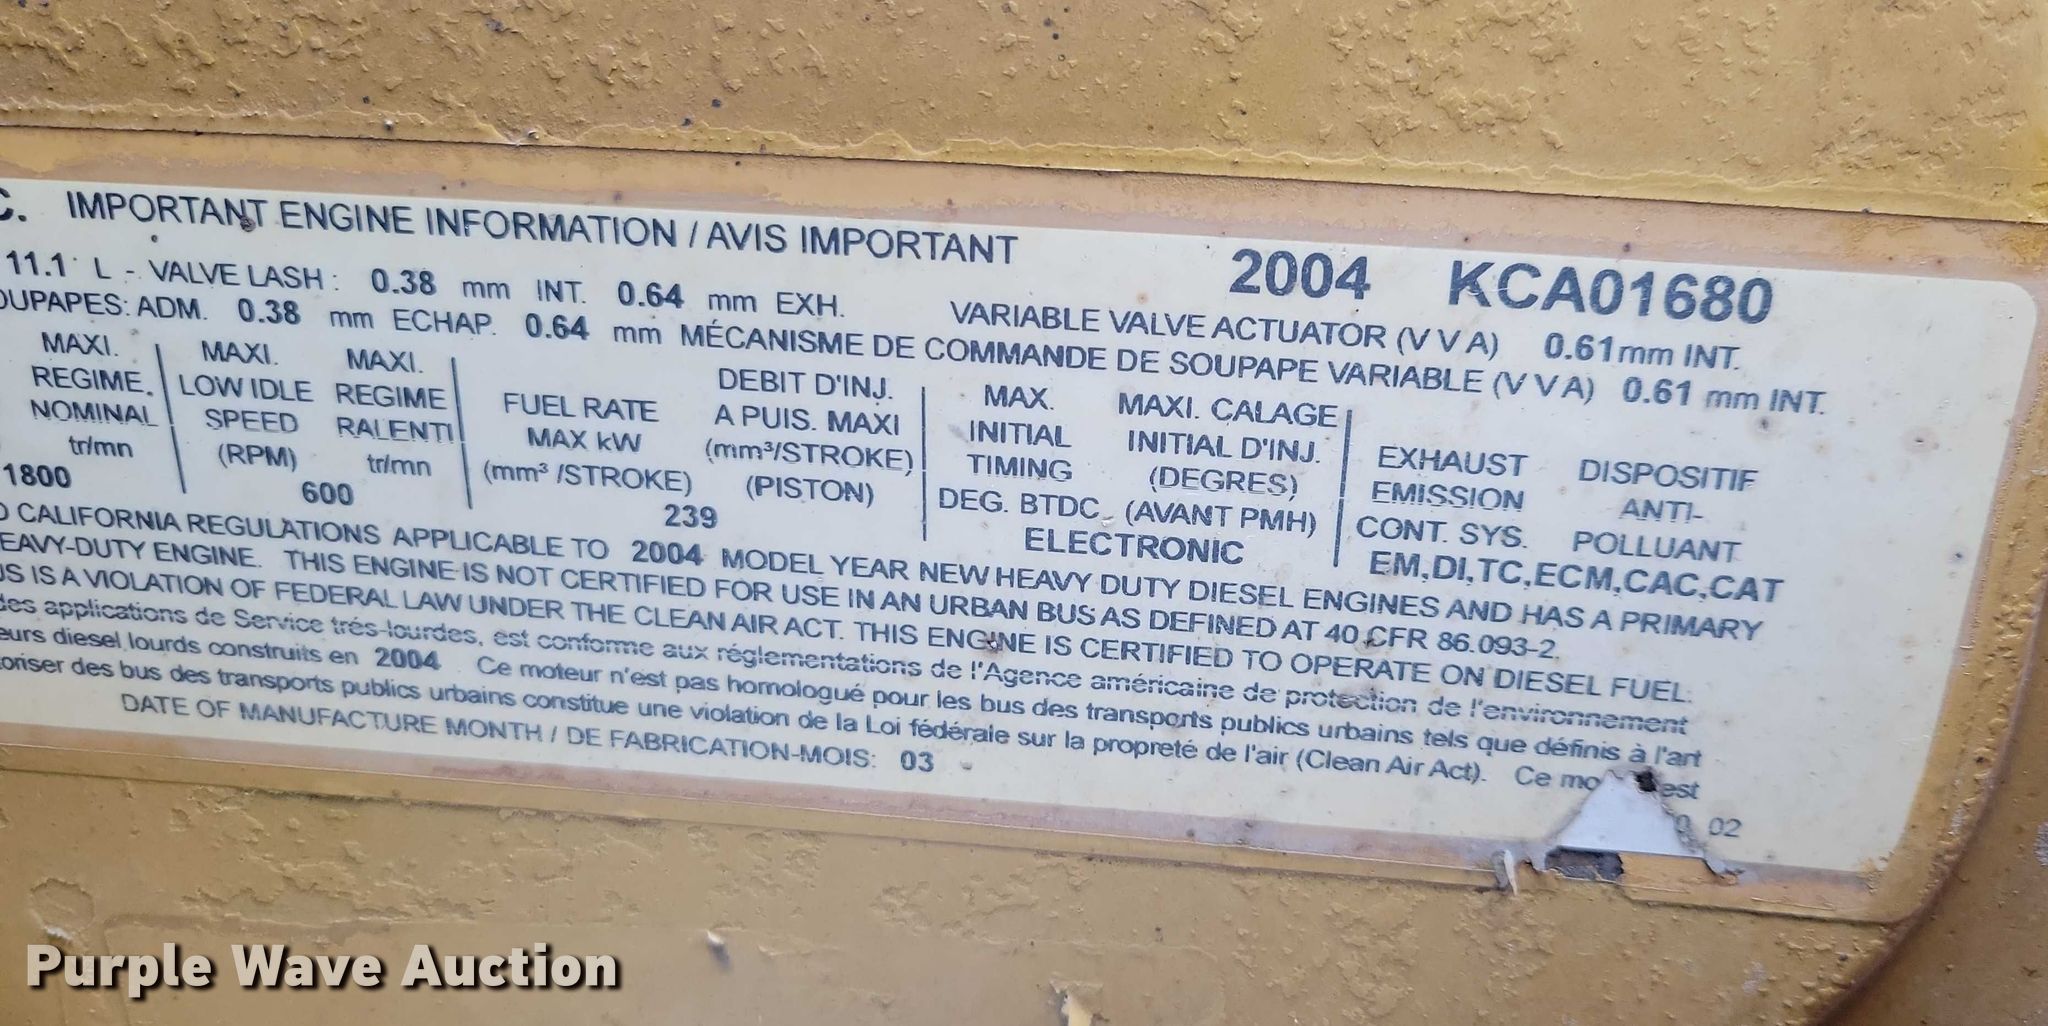 C. IMPORTANT ENGINE INFORMATION / AVIS IMPORTANT
2004 KCA01680
11.1 L - VALVE LASH : 0.38 mm INT. 0.64 mm EXH. VARIABLE VALVE ACTUATOR (V V A) 0.61 mm INT.
OUPAPES: ADM. 0.38 mm ECHAP. 0.64 mm MÉCANISME DE COMMANDE DE SOUPAPE VARIABLE (V V A) 0.61 mm INT.
MAXI. MAXI. MAXI. DEBIT D'INJ. MAX. MAXI. CALAGE
REGIME. LOW IDLE REGIME FUEL RATE A PUIS. MAXI INITIAL INITIAL D'INJ. EXHAUST DISPOSITIF
NOMINAL SPEED RALENTI MAX kW (mm³/STROKE) TIMING (DEGRES) EMISSION ANTI-
tr/mn (RPM) tr/mn (mm³ /STROKE) (PISTON) DEG. BTDC (AVANT PMH) CONT. SYS. POLLUANT
1800 600 239 ELECTRONIC EM,DI,TC,ECM,CAC,CAT
D CALIFORNIA REGULATIONS APPLICABLE TO 2004 MODEL YEAR NEW HEAVY DUTY DIESEL ENGINES AND HAS A PRIMARY
EAVY-DUTY ENGINE. THIS ENGINE IS NOT CERTIFIED FOR USE IN AN URBAN BUS AS DEFINED AT 40 CFR 86.093-2.
US IS A VIOLATION OF FEDERAL LAW UNDER THE CLEAN AIR ACT. THIS ENGINE IS CERTIFIED TO OPERATE ON DIESEL FUEL.
des applications de Service trés-lourdes, est conforme aux réglementations de l'Agence américaine de protection de l'environnement
eurs diesel lourds construits en 2004 Ce moteur n'est pas homologué pour les bus des transports publics urbains tels que définis à l'art
toriser des bus des transports publics urbains constitue une violation de la Loi fédérale sur la propreté de l'air (Clean Air Act). Ce mo est
DATE OF MANUFACTURE MONTH / DE FABRICATION-MOIS: 03
02
Purple Wave Auction